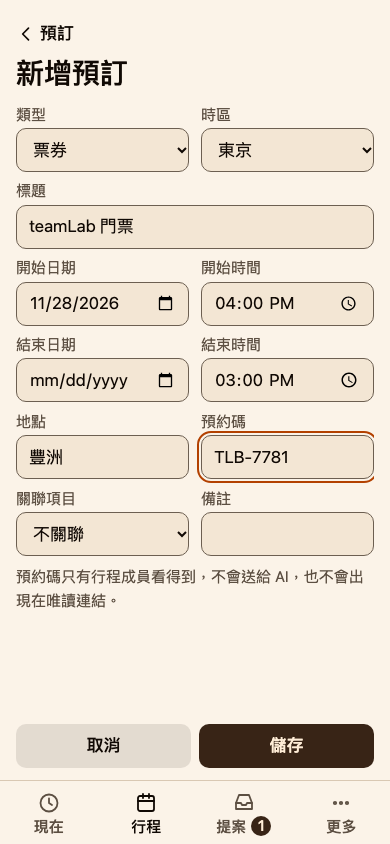 預訂
新增預訂
類型
時區
票券
東京
標題
teamLab 門票
開始日期
開始時間
11/28/2026
04:00 PM
結束日期
結束時間
mm/dd/yyyy
03:00 PM
地點
預約碼
豐洲
TLB-7781
關聯項目
備註
不關聯
預約碼只有行程成員看得到，不會送給 AI，也不會出
現在唯讀連結。
取消
儲存
現在
行程
提案 1
更多